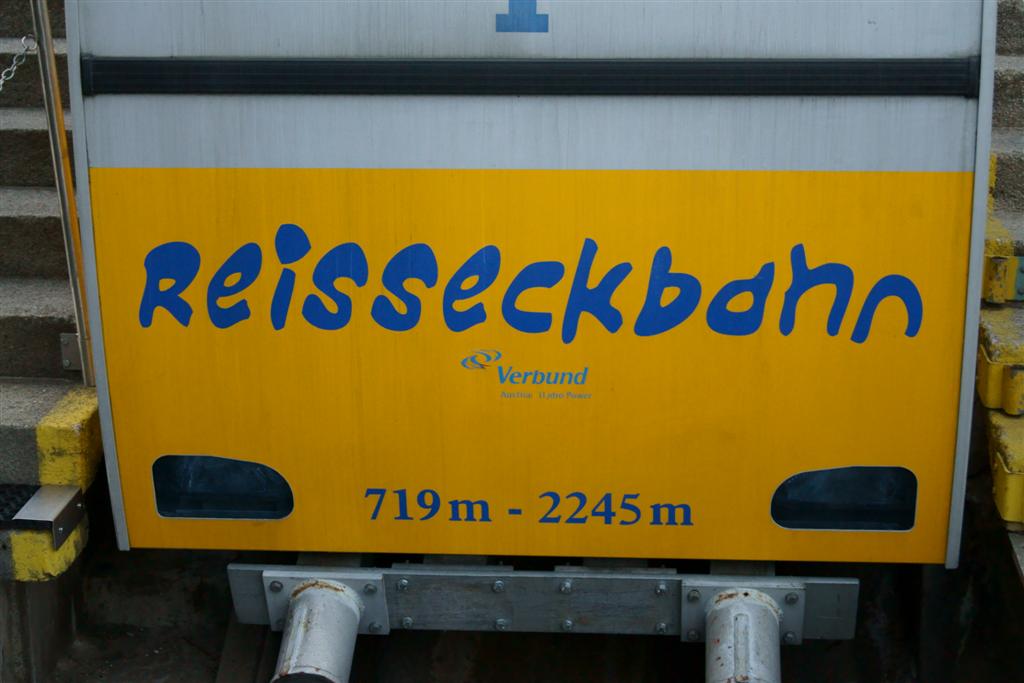 Reisseckbahn
Verbund
Austrian Hydro Power
719 m - 2245 m